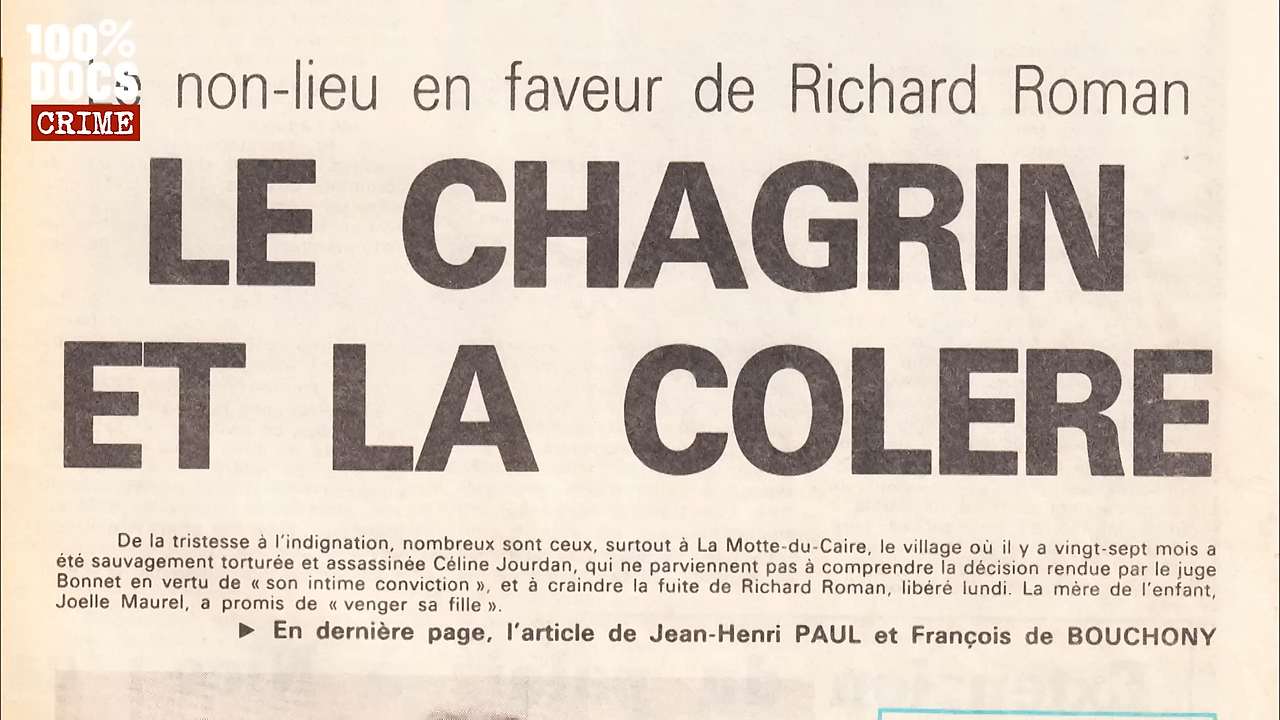 100%
DOCS
CRIME
Le non-lieu en faveur de Richard Roman
LE CHAGRIN
ET LA COLERE
De la tristesse à l'indignation, nombreux sont ceux, surtout à La Motte-du-Caire, le village où il y a vingt-sept mois a
été sauvagement torturée et assassinée Céline Jourdan, qui ne parviennent pas à comprendre la décision rendue par le juge
Bonnet en vertu de « son intime conviction », et à craindre la fuite de Richard Roman, libéré lundi. La mère de l'enfant,
Joelle Maurel, a promis de « venger sa fille ».
► En dernière page, l'article de Jean-Henri PAUL et François de BOUCHONY